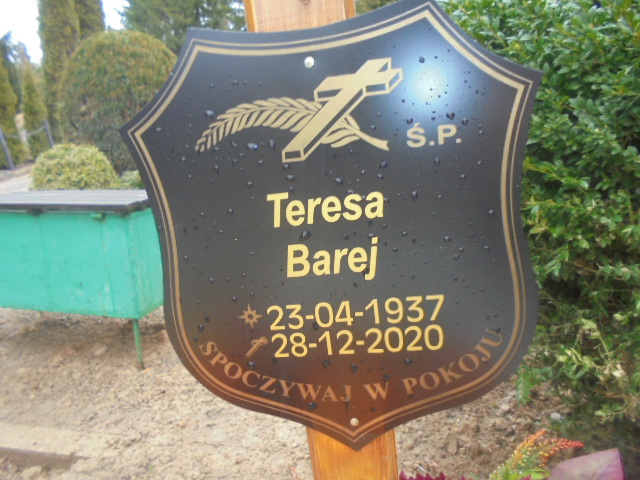 Ś.P.
Teresa
Barej
23-04-1937
28-12-2020
SPOCZYWAJ W POKOJU